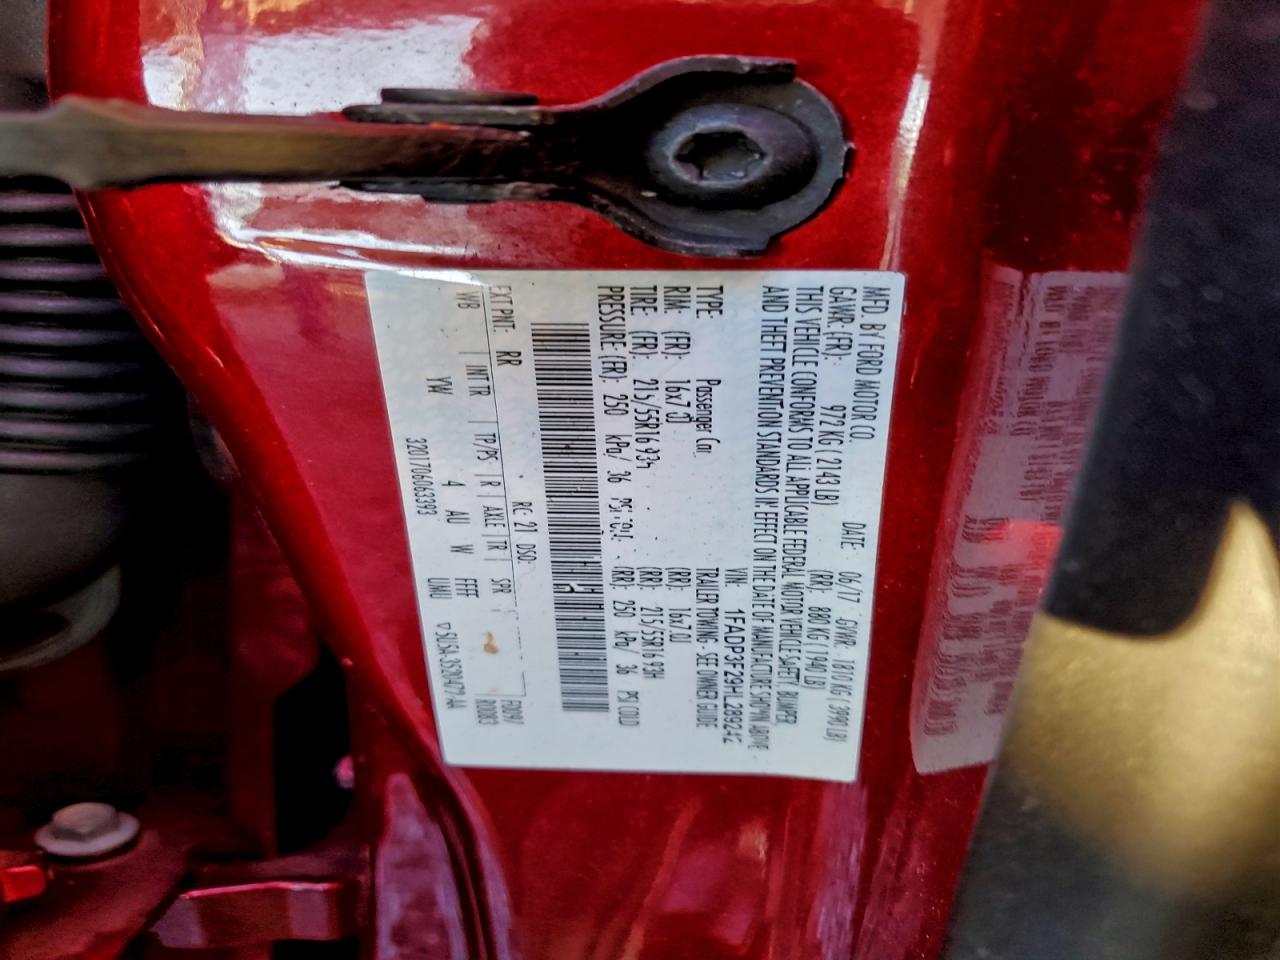 MFD. BY FORD MOTOR CO.
DATE: 06/17 GVWR: 1810 KG ( 3990 LB)
GAWR: (FR): 972 KG ( 2143 LB) (RR): 880 KG ( 1940 LB)
THIS VEHICLE CONFORMS TO ALL APPLICABLE FEDERAL MOTOR VEHICLE SAFETY, BUMPER,
AND THEFT PREVENTION STANDARDS IN EFFECT ON THE DATE OF MANUFACTURE SHOWN ABOVE
VIN: 1FADP3F29HL289242
TYPE Passenger Car TRAILER TOWING - SEE OWNER GUIDE
RIM: (FR): 16x7.0J (RR): 16x7.0J
TIRE: (FR): 215/55R16 93H (RR): 215/55R16 93H
PRESSURE: (FR): 250 kPa/ 36 PSI (RR): 250 kPa/ 36 PSI COLD
EXT PNT: RR RC: 21 DSO: F0091
WB INT TR TP/PS R AXLE TR SPR R0083
YW 4 AU W FFFF UMU
3201706063393 ▽5U5A-3520472-AA